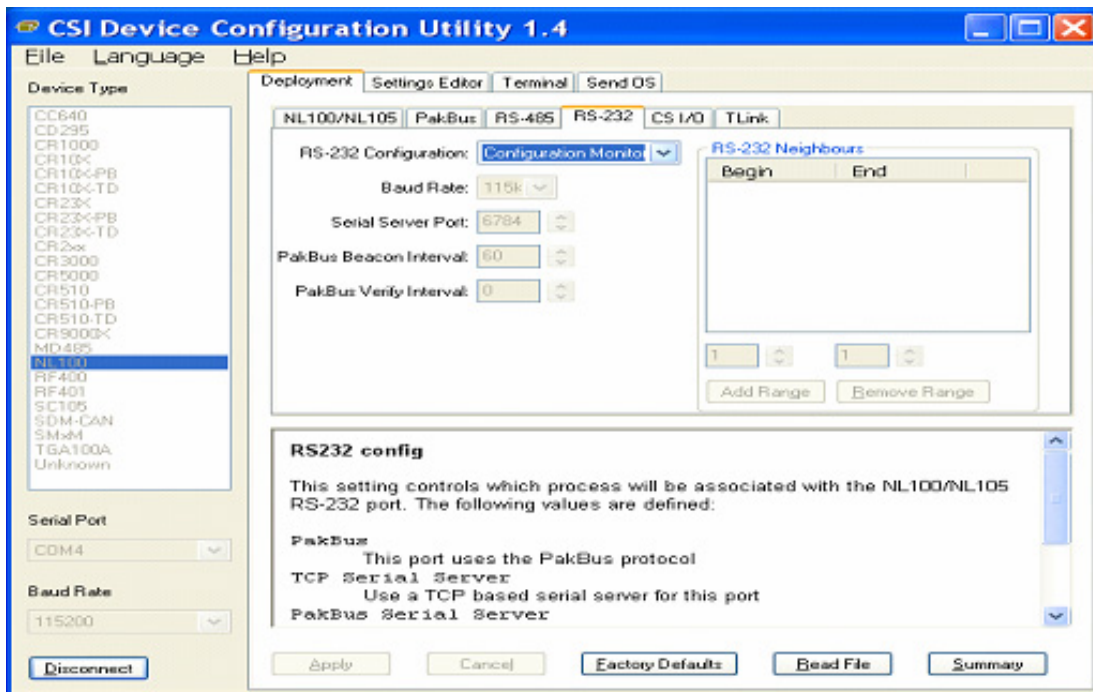 CSI Device Configuration Utility 1.4
File Language Help
Device Type
CC640
CD295
CR1000
CR10X
CR10X-PB
CR10X-TD
CR23X
CR23X-PB
CR23X-TD
CR2xx
CR3000
CR5000
CR510
CR510-PB
CR510-TD
CR9000X
MD485
NL100
RF400
RF401
SC105
SDM-CAN
SMxM
TGA100A
Unknown
Serial Port
COM4
Baud Rate
115200
Disconnect
Deployment Settings Editor Terminal Send OS
NL100/NL105 PakBus RS-485 RS-232 CS I/O TLink
RS-232 Configuration: Configuration Monitor
Baud Rate: 115k
Serial Server Port: 6784
PakBus Beacon Interval: 60
PakBus Verify Interval: 0
RS-232 Neighbours
Begin End
1 1
Add Range Remove Range
RS232 config
This setting controls which process will be associated with the NL100/NL105
RS-232 port. The following values are defined:
PakBus
This port uses the PakBus protocol
TCP Serial Server
Use a TCP based serial server for this port
PakBus Serial Server
Apply Cancel Factory Defaults Read File Summary